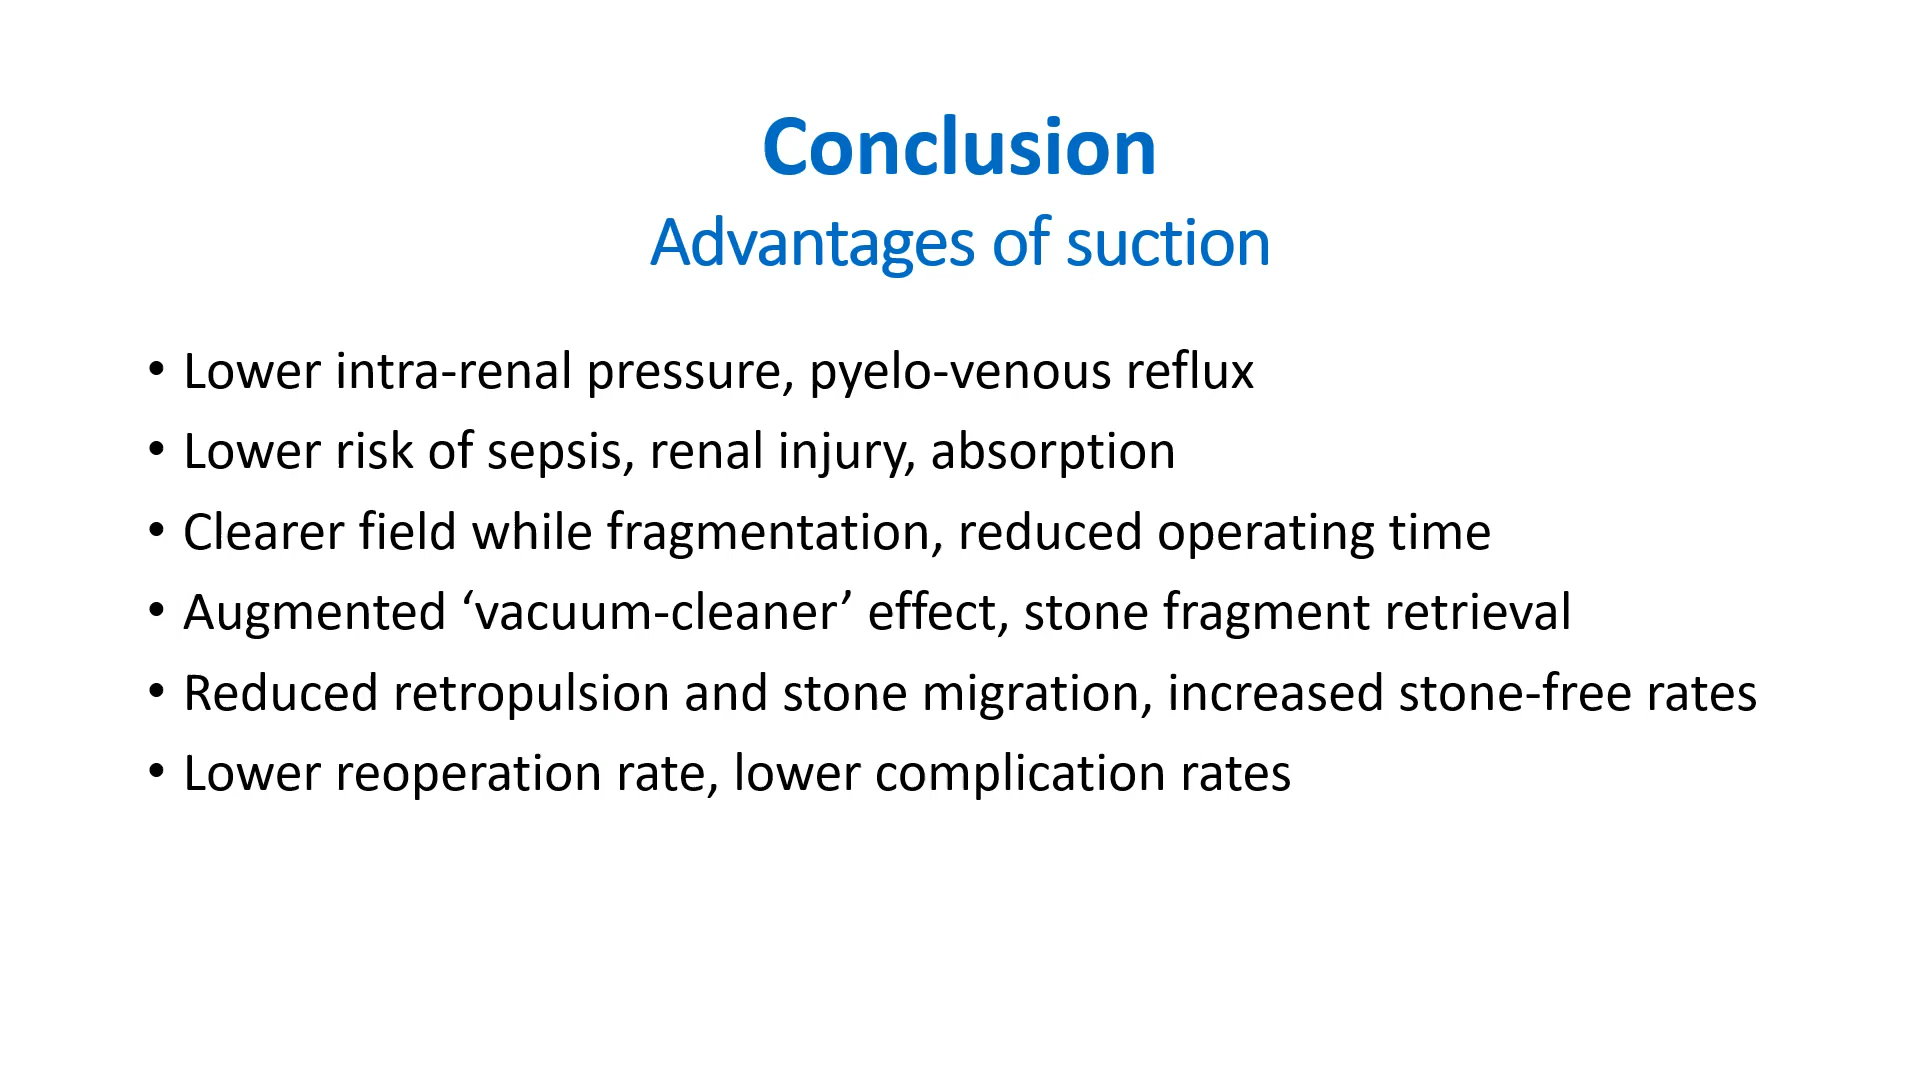 Conclusion
Advantages of suction
• Lower intra-renal pressure, pyelo-venous reflux
• Lower risk of sepsis, renal injury, absorption
• Clearer field while fragmentation, reduced operating time
• Augmented ‘vacuum-cleaner’ effect, stone fragment retrieval
• Reduced retropulsion and stone migration, increased stone-free rates
• Lower reoperation rate, lower complication rates